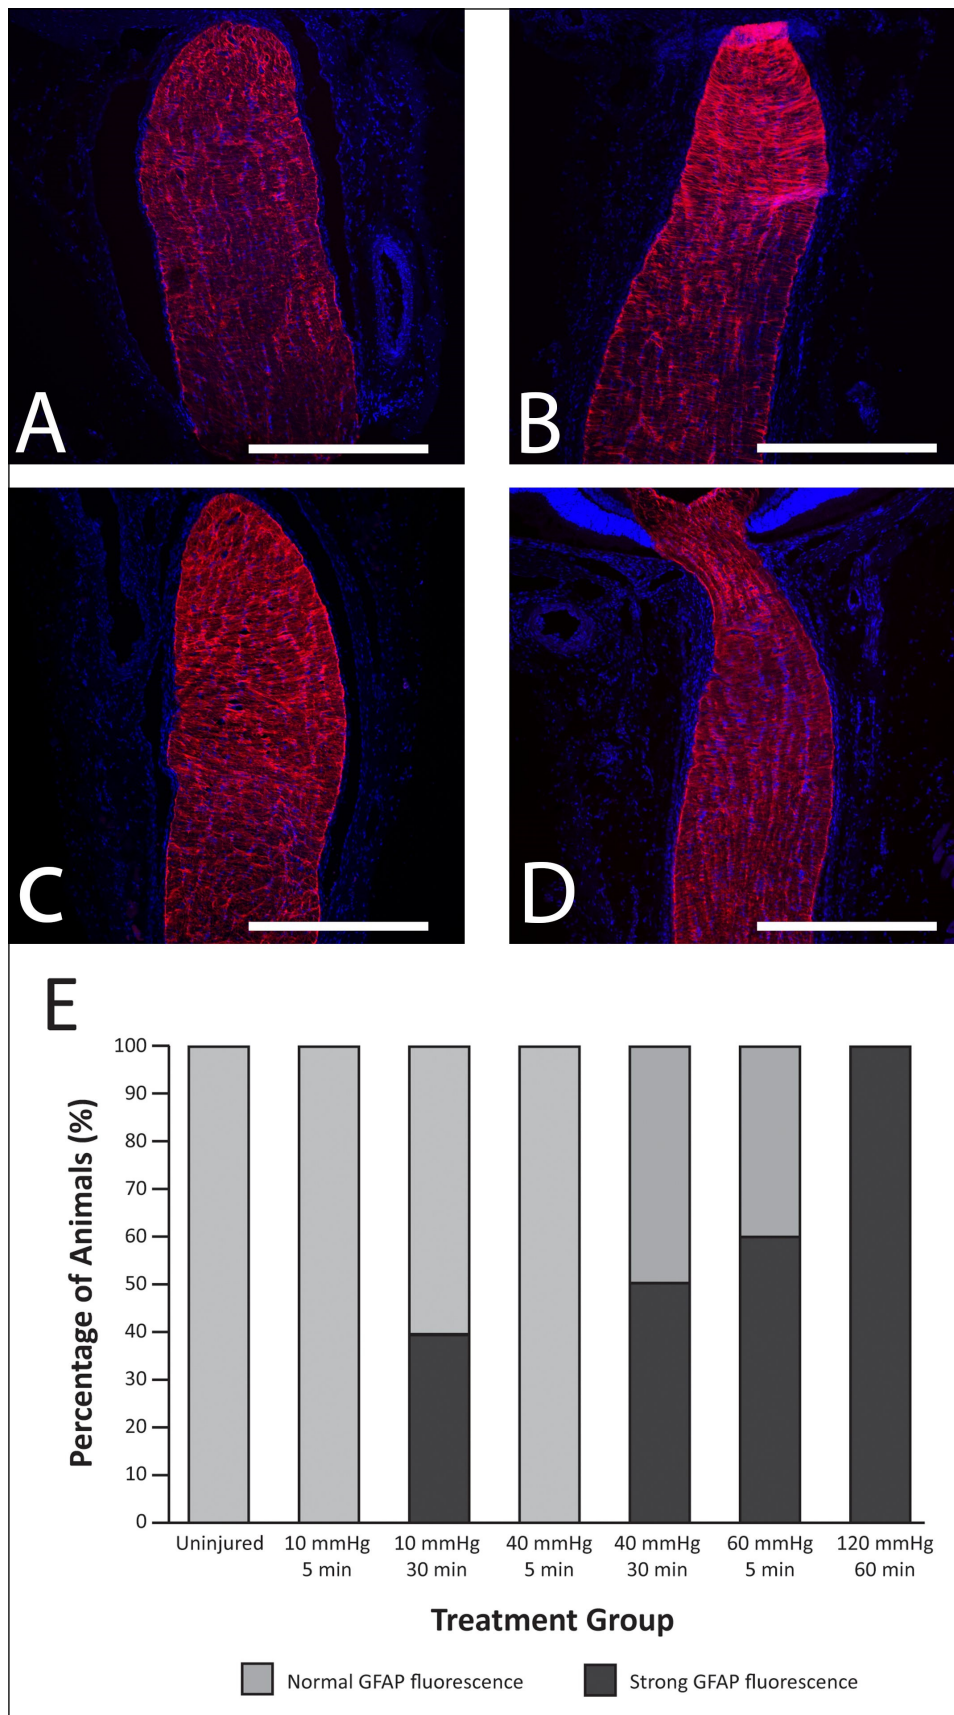 A
B
C
D
E
Percentage of Animals (%)
100
90
80
70
60
50
40
30
20
10
0
Uninjured
10 mmHg
5 min
10 mmHg
30 min
40 mmHg
5 min
40 mmHg
30 min
60 mmHg
5 min
120 mmHg
60 min
Treatment Group
Normal GFAP fluorescence
Strong GFAP fluorescence